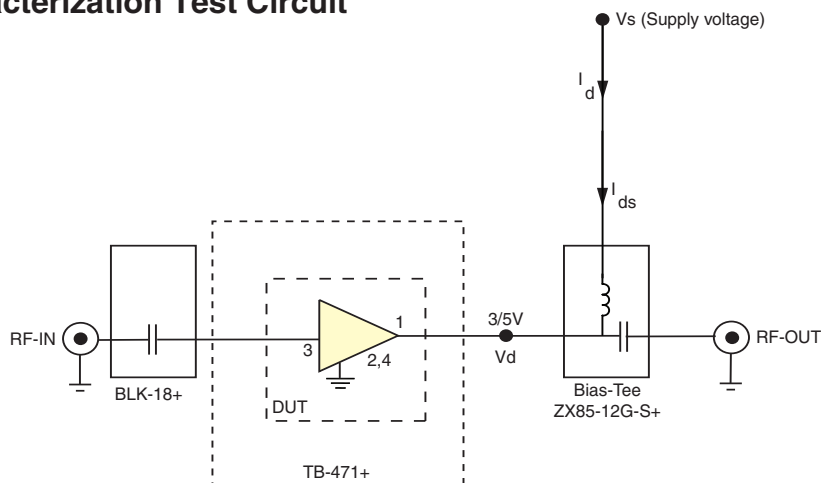 acterization Test Circuit
Vs (Supply voltage)
I d
I ds
3/5V
Vd
RF-IN
BLK-18+
3
1
2,4
DUT
TB-471+
Bias-Tee
ZX85-12G-S+
RF-OUT